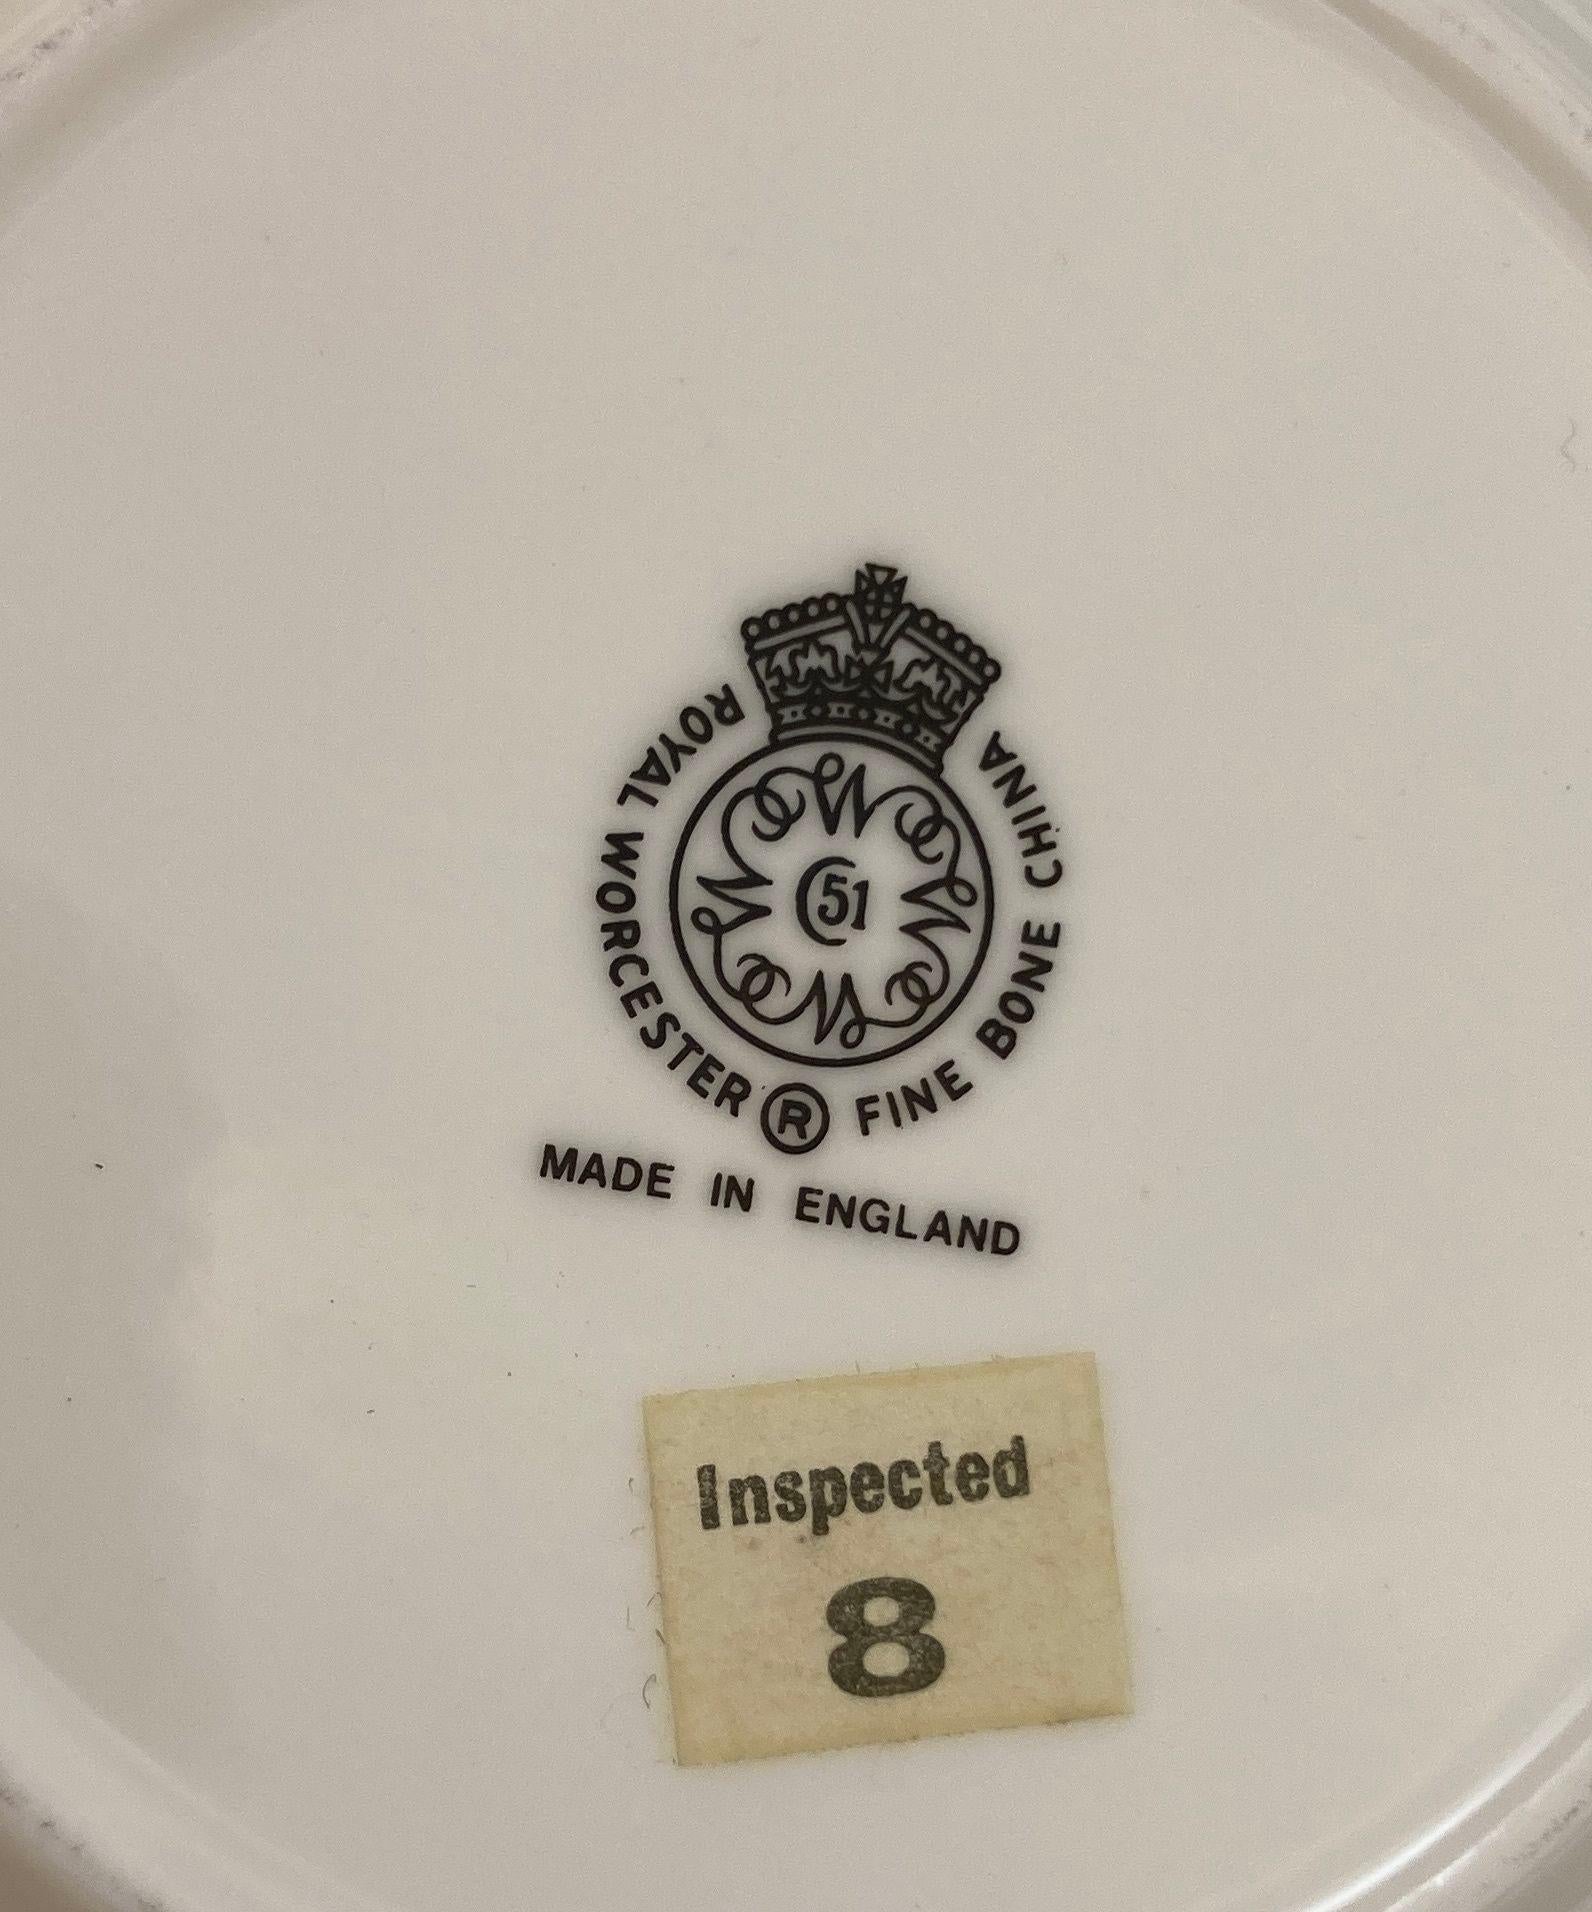 ROYAL WORCESTER ® FINE BONE CHINA
51
MADE IN ENGLAND
Inspected
8